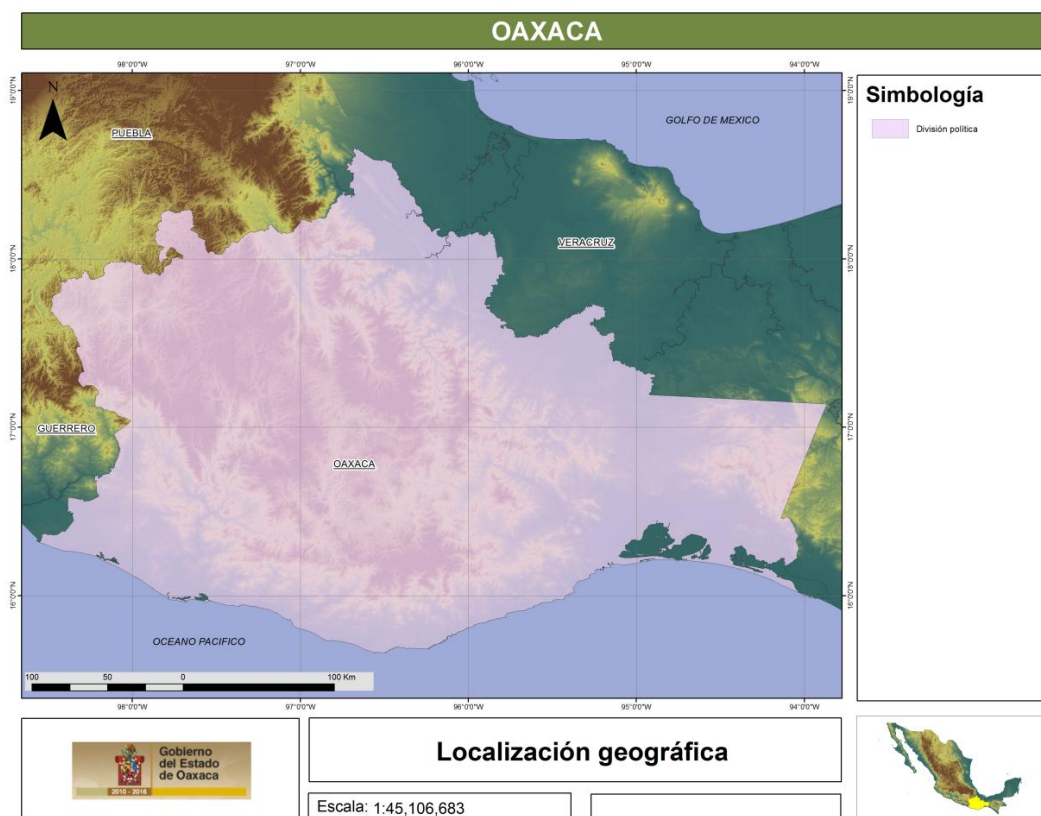 OAXACA
98°0'0"W
97°0'0"W
96°0'0"W
95°0'0"W
94°0'0"W
19°0'0"N
19°0'0"N
N
PUEBLA
GOLFO DE MEXICO
Simbología
División política
18°0'0"N
VERACRUZ
18°0'0"N
17°0'0"N
GUERRERO
17°0'0"N
OAXACA
16°0'0"N
16°0'0"N
OCEANO PACIFICO
100 50 0 100 Km
98°0'0"W
97°0'0"W
96°0'0"W
95°0'0"W
94°0'0"W
Gobierno
del Estado
de Oaxaca
2010 - 2016
Localización geográfica
Escala: 1:45,106,683